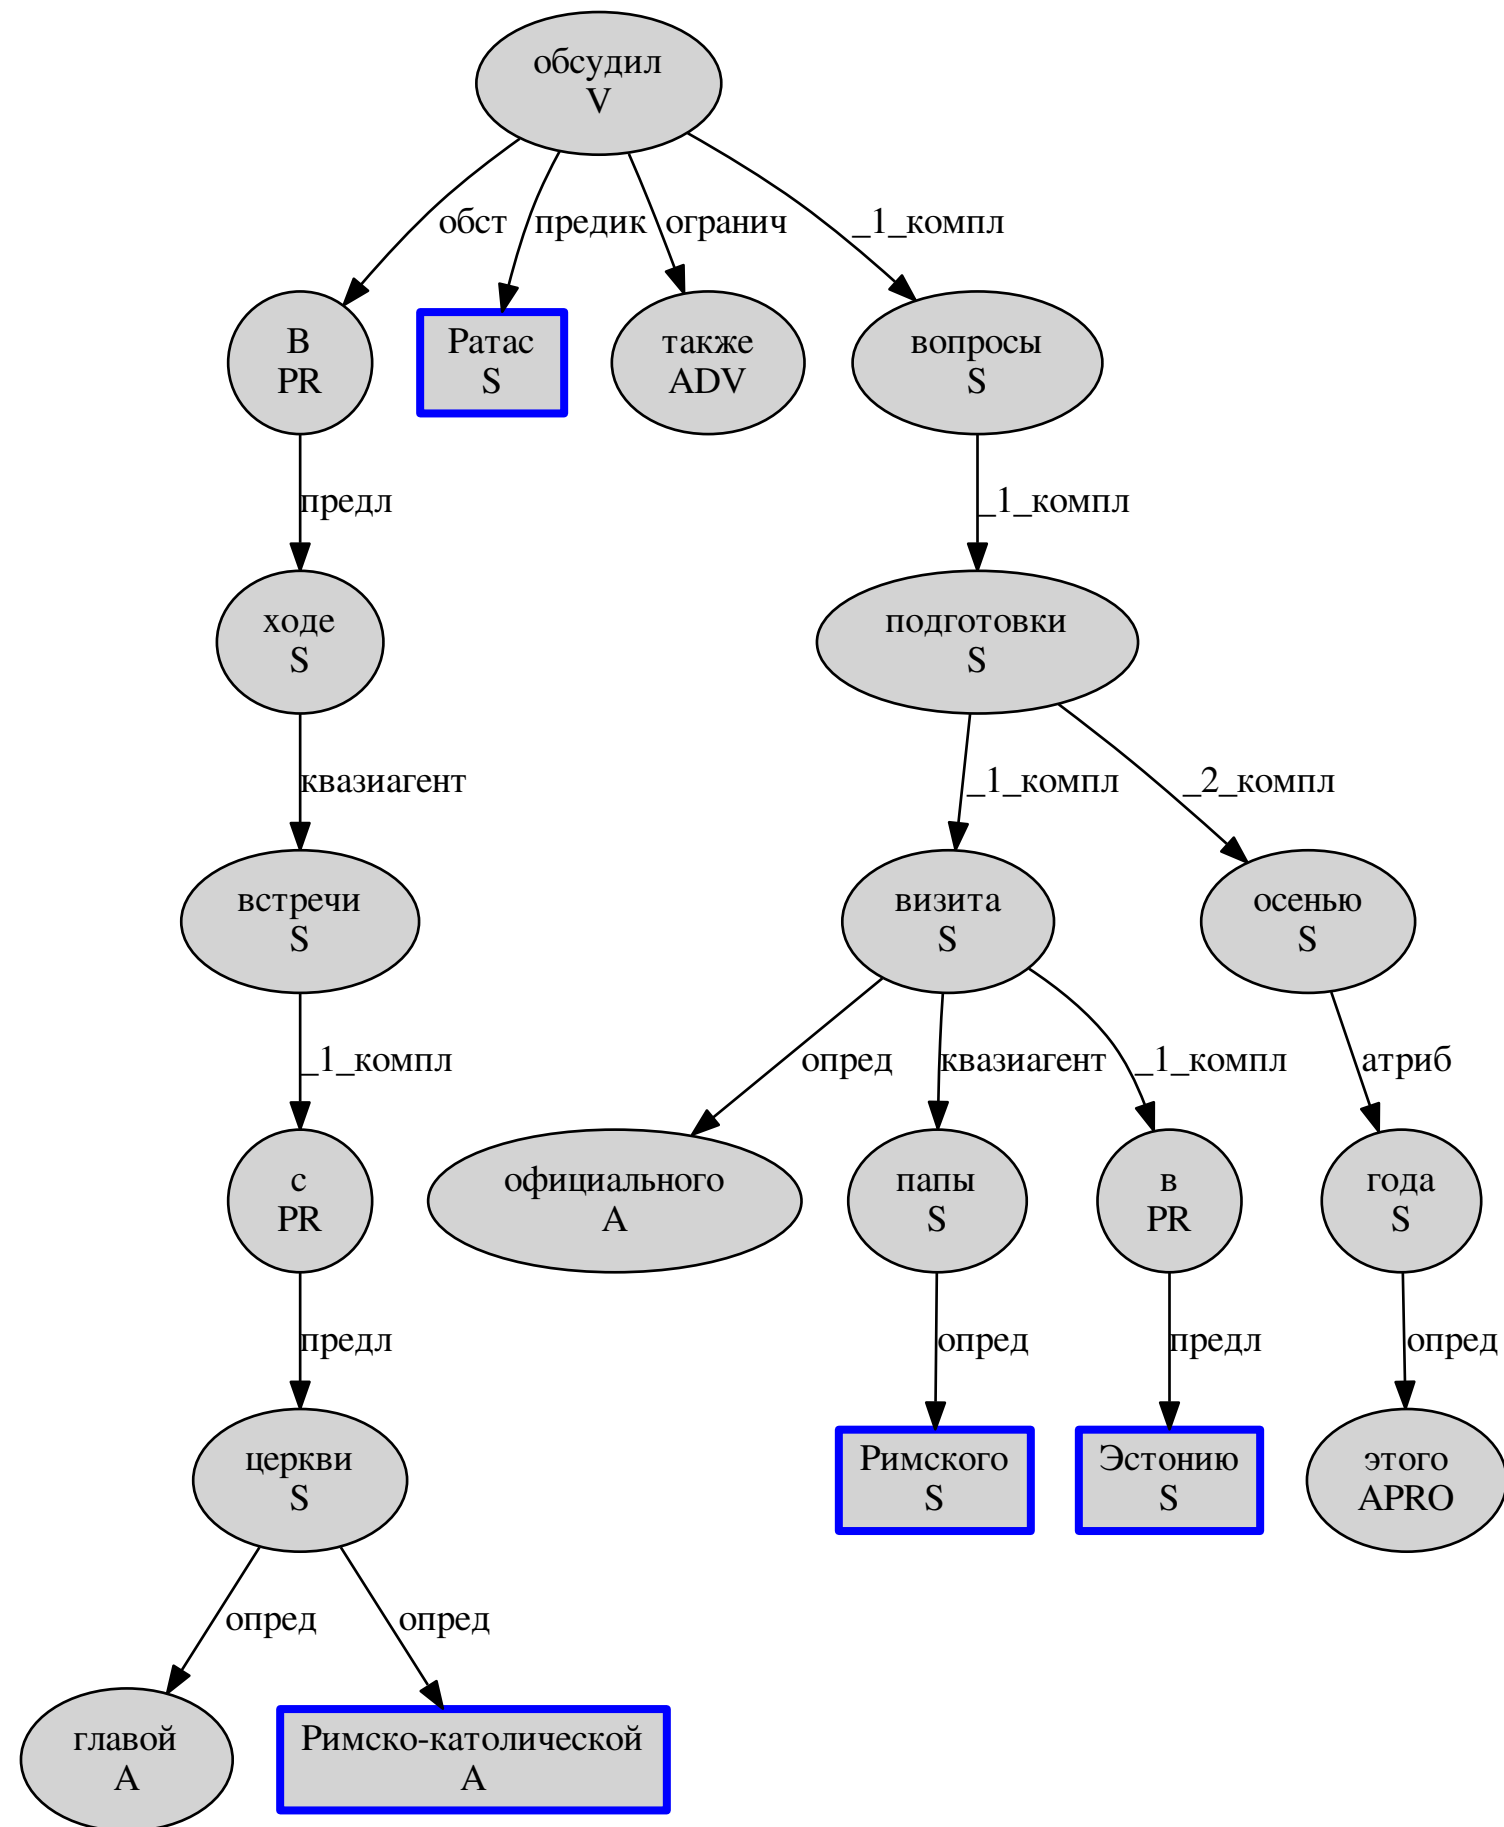 обсудил
V
обст
предик
огранич
_1_компл
В
PR
Ратас
S
также
ADV
вопросы
S
предл
_1_компл
ходе
S
подготовки
S
квазиагент
_1_компл
_2_компл
встречи
S
визита
S
осенью
S
_1_компл
опред
квазиагент
_1_компл
атриб
с
PR
официального
A
папы
S
в
PR
года
S
предл
опред
предл
опред
церкви
S
Римского
S
Эстонию
S
этого
APRO
опред
опред
главой
A
Римско-католической
A